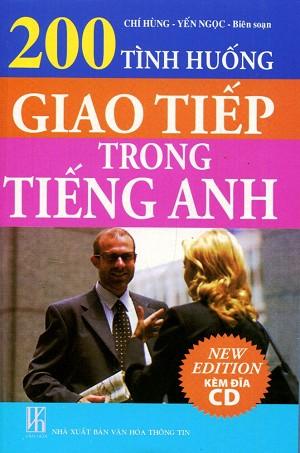 CHÍ HÙNG - YẾN NGỌC - Biên soạn
200 TÌNH HUỐNG
GIAO TIẾP
TRONG
TIẾNG ANH
NEW
EDITION
KÈM ĐĨA
CD
NHÀ XUẤT BẢN VĂN HÓA THÔNG TIN